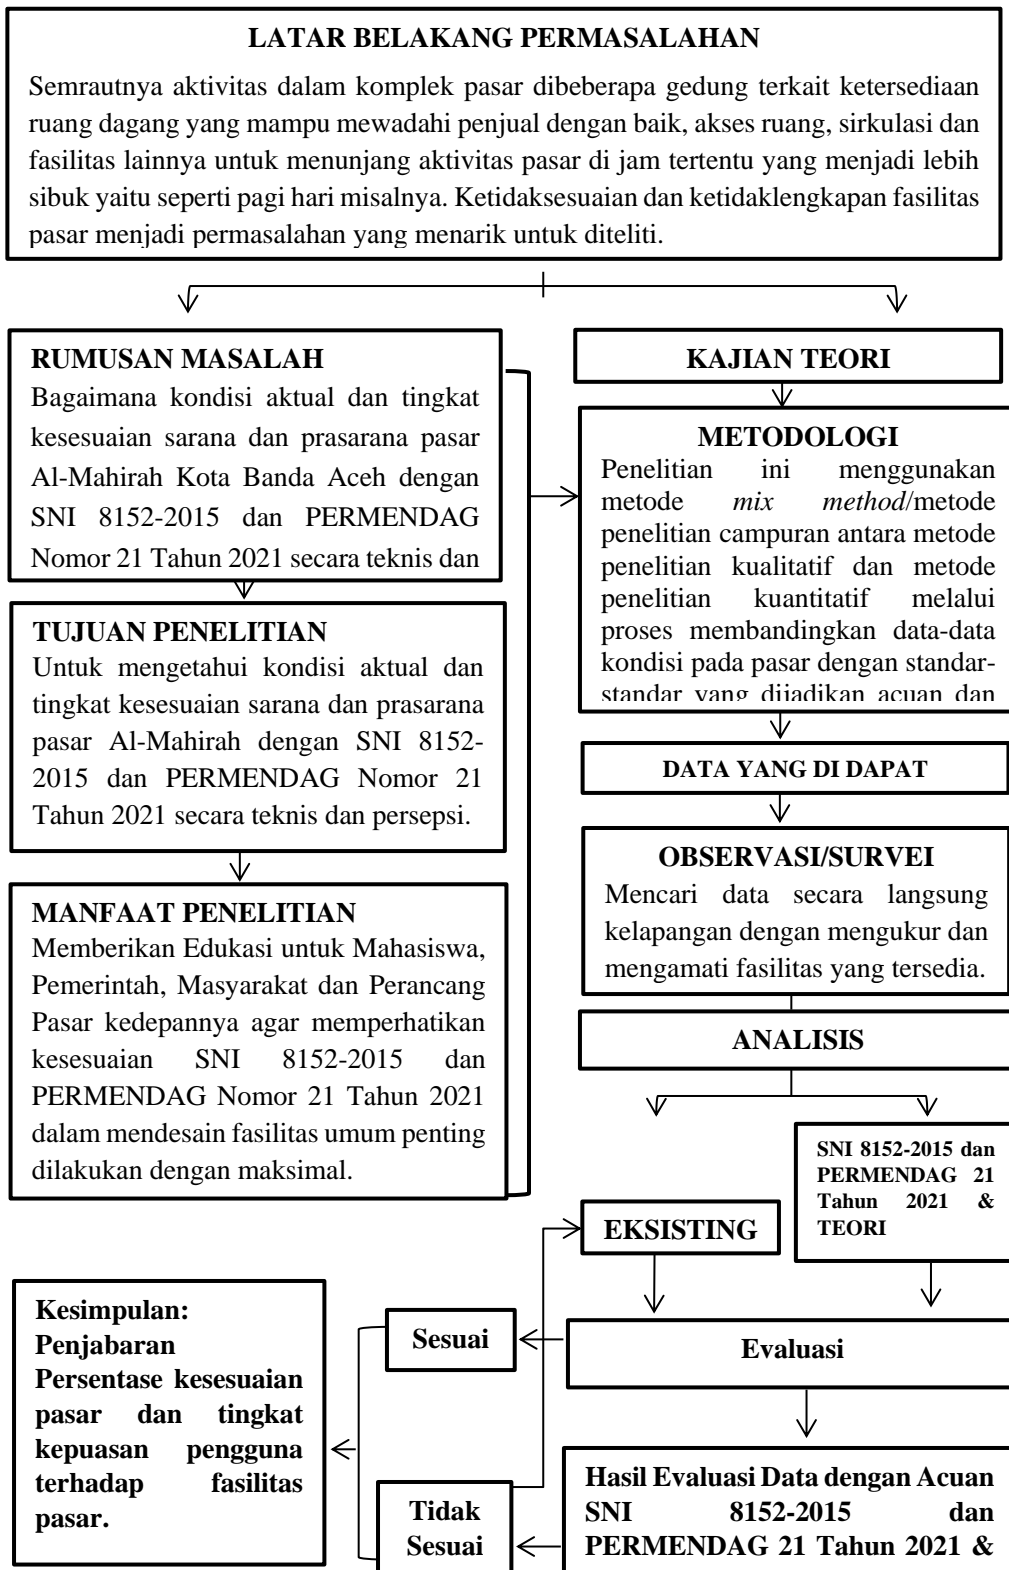 LATAR BELAKANG PERMASALAHAN
Semrautnya aktivitas dalam komplek pasar dibeberapa gedung terkait ketersediaan
ruang dagang yang mampu mewadahi penjual dengan baik, akses ruang, sirkulasi dan
fasilitas lainnya untuk menunjang aktivitas pasar di jam tertentu yang menjadi lebih
sibuk yaitu seperti pagi hari misalnya. Ketidaksesuaian dan ketidaklengkapan fasilitas
pasar menjadi permasalahan yang menarik untuk diteliti.
RUMUSAN MASALAH
Bagaimana kondisi aktual dan
tingkat kesesuaian sarana dan prasarana pasar
Al-Mahirah Kota Banda Aceh dengan
SNI 8152-2015 dan PERMENDAG
Nomor 21 Tahun 2021 secara teknis dan
TUJUAN PENELITIAN
Untuk mengetahui kondisi aktual dan
tingkat kesesuaian sarana dan prasarana
pasar Al-Mahirah dengan SNI 8152-
2015 dan PERMENDAG Nomor 21
Tahun 2021 secara teknis dan persepsi.
MANFAAT PENELITIAN
Memberikan Edukasi untuk Mahasiswa,
Pemerintah, Masyarakat dan Perancang
Pasar kedepannya agar memperhatikan
kesesuaian SNI 8152-2015 dan
PERMENDAG Nomor 21 Tahun 2021
dalam mendesain fasilitas umum penting
dilakukan dengan maksimal.
KAJIAN TEORI
METODOLOGI
Penelitian ini menggunakan
metode mix method/metode
penelitian campuran antara metode
penelitian kualitatif dan metode
penelitian kuantitatif melalui
proses membandingkan data-data
kondisi pada pasar dengan standar-
standar yang dijadikan acuan dan
DATA YANG DI DAPAT
OBSERVASI/SURVEI
Mencari data secara langsung
kelapangan dengan mengukur dan
mengamati fasilitas yang tersedia.
ANALISIS
SNI 8152-2015 dan
PERMENDAG 21
Tahun 2021 &
TEORI
EKSISTING
Evaluasi
Sesuai
Hasil Evaluasi Data dengan Acuan
SNI 8152-2015 dan
PERMENDAG 21 Tahun 2021 &
Tidak
Sesuai
Kesimpulan:
Penjabaran
Persentase kesesuaian
pasar dan tingkat
kepuasan pengguna
terhadap fasilitas
pasar.